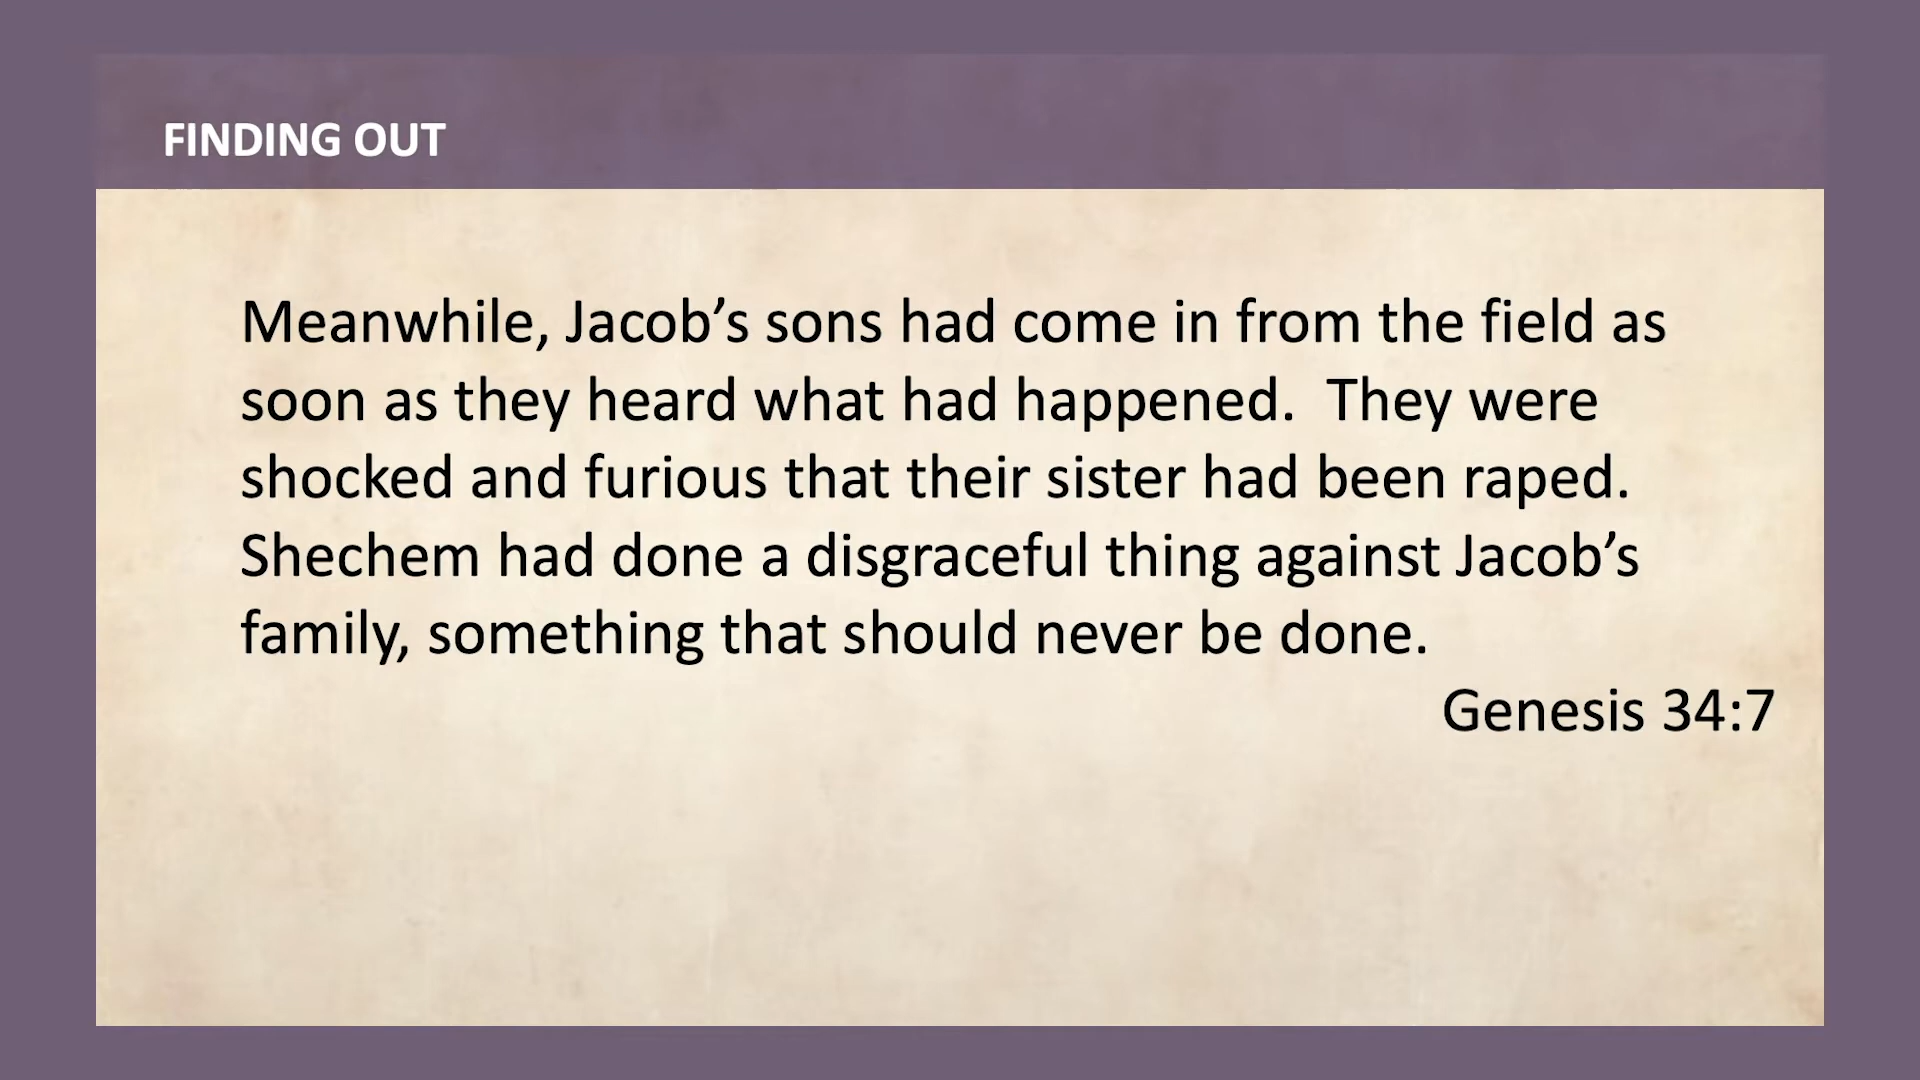 FINDING OUT
Meanwhile, Jacob’s sons had come in from the field as
soon as they heard what had happened.  They were
shocked and furious that their sister had been raped.
Shechem had done a disgraceful thing against Jacob’s
family, something that should never be done.
Genesis 34:7